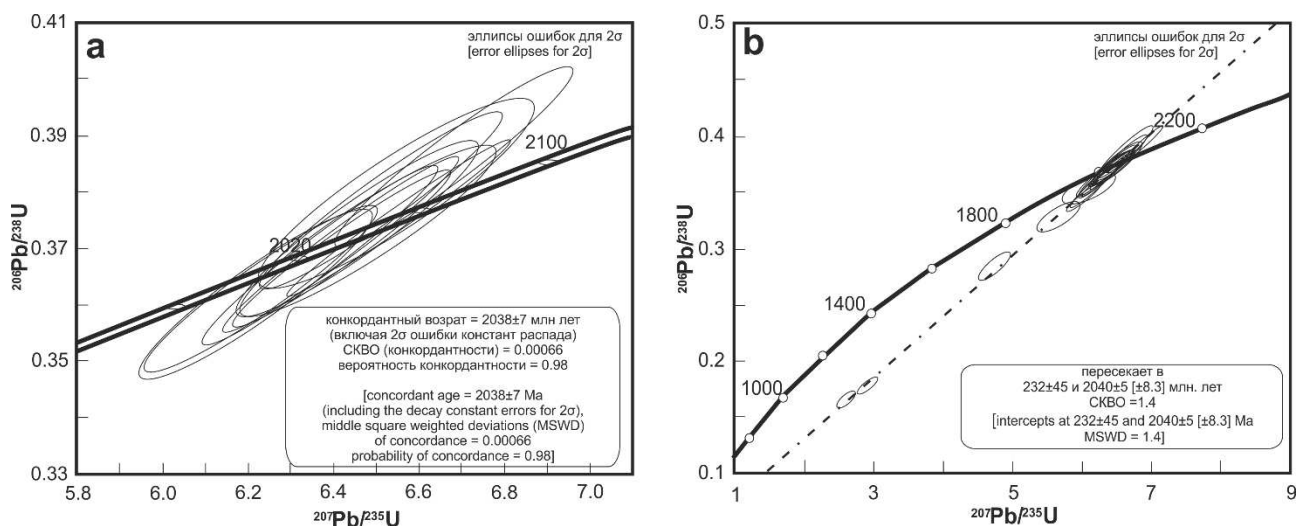 a
эллипсы ошибок для 2σ
[error ellipses for 2σ]
0.41
0.39
0.37
0.35
0.33
²⁰⁶Pb/²³⁸U
2100
2020
конкордантный возрат = 2038±7 млн лет
(включая 2σ ошибки констант распада)
СКВО (конкордантности) = 0.00066
вероятность конкордантности = 0.98
[concordant age = 2038±7 Ma
(including the decay constant errors for 2σ),
middle square weighted deviations (MSWD)
of concordance = 0.00066
probability of concordance = 0.98]
5.8 6.0 6.2 6.4 6.6 6.8 7.0
²⁰⁷Pb/²³⁵U
b
эллипсы ошибок для 2σ
[error ellipses for 2σ]
0.5
0.4
0.3
0.2
0.1
²⁰⁶Pb/²³⁸U
2200
1800
1400
1000
пересекает в
232±45 и 2040±5 [±8.3] млн. лет
СКВО =1.4
[intercepts at 232±45 and 2040±5 [±8.3] Ma
MSWD = 1.4]
1 3 5 7 9
²⁰⁷Pb/²³⁵U